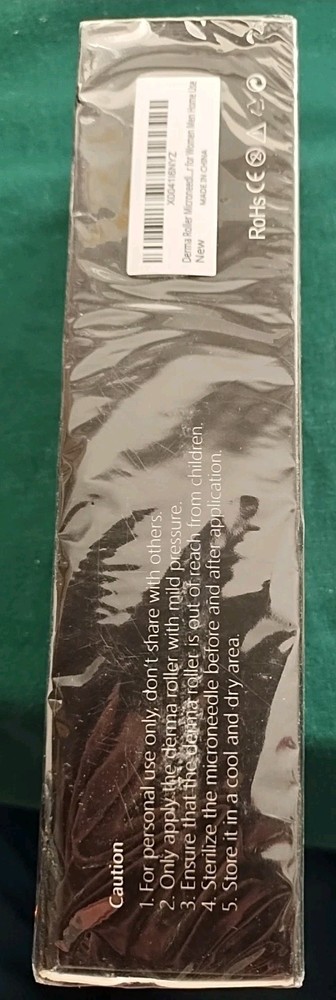 X004118NYZ
Derma Roller Microneedl...r for Women Men Home Use
New
MADE IN CHINA
RoHS CE
Caution
1. For personal use only, don't share with others.
2. Only apply the derma roller with mild pressure.
3. Ensure that the derma roller is out of reach from children.
4. Sterilize the microneedle before and after application.
5. Store it in a cool and dry area.